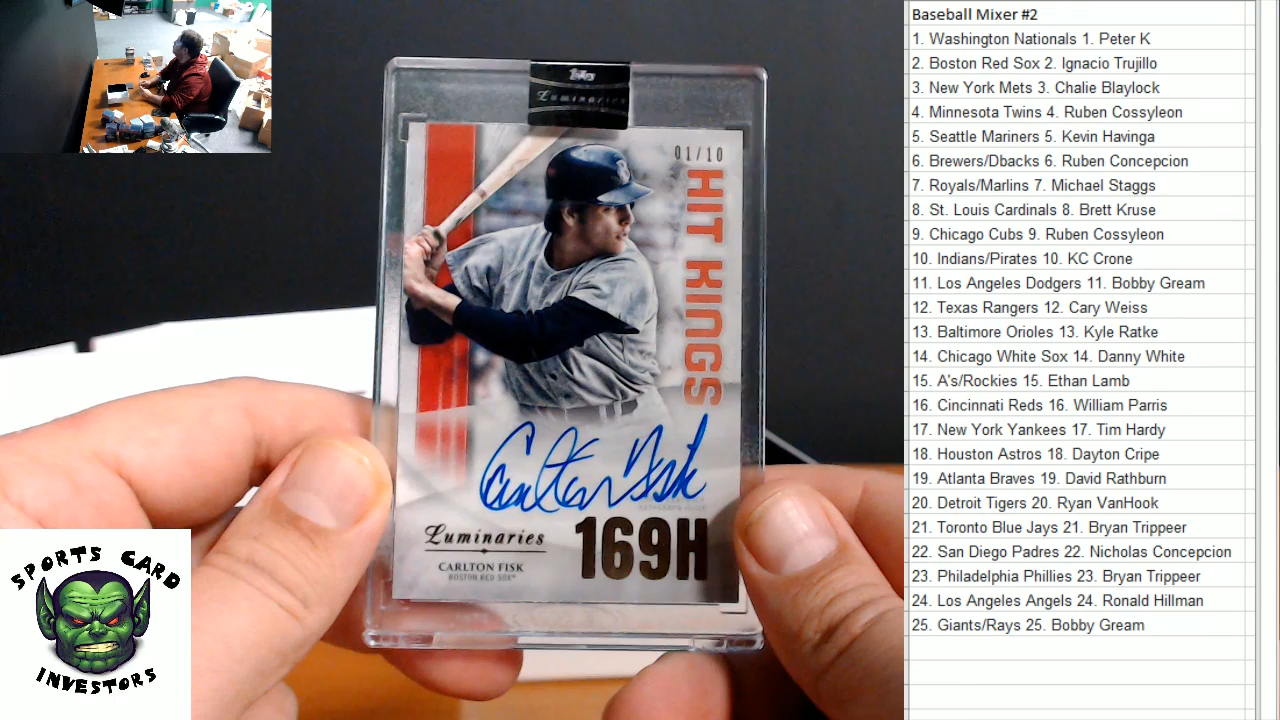 SPORTS CARD
INVESTORS
Luminaries
01/10
HIT KINGS
Carlton Fisk
Luminaries
CARLTON FISK
BOSTON RED SOX™
169H
Baseball Mixer #2
1. Washington Nationals 1. Peter K
2. Boston Red Sox 2. Ignacio Trujillo
3. New York Mets 3. Chalie Blaylock
4. Minnesota Twins 4. Ruben Cossyleon
5. Seattle Mariners 5. Kevin Havinga
6. Brewers/Dbacks 6. Ruben Concepcion
7. Royals/Marlins 7. Michael Staggs
8. St. Louis Cardinals 8. Brett Kruse
9. Chicago Cubs 9. Ruben Cossyleon
10. Indians/Pirates 10. KC Crone
11. Los Angeles Dodgers 11. Bobby Gream
12. Texas Rangers 12. Cary Weiss
13. Baltimore Orioles 13. Kyle Ratke
14. Chicago White Sox 14. Danny White
15. A's/Rockies 15. Ethan Lamb
16. Cincinnati Reds 16. William Parris
17. New York Yankees 17. Tim Hardy
18. Houston Astros 18. Dayton Cripe
19. Atlanta Braves 19. David Rathburn
20. Detroit Tigers 20. Ryan VanHook
21. Toronto Blue Jays 21. Bryan Trippeer
22. San Diego Padres 22. Nicholas Concepcion
23. Philadelphia Phillies 23. Bryan Trippeer
24. Los Angeles Angels 24. Ronald Hillman
25. Giants/Rays 25. Bobby Gream